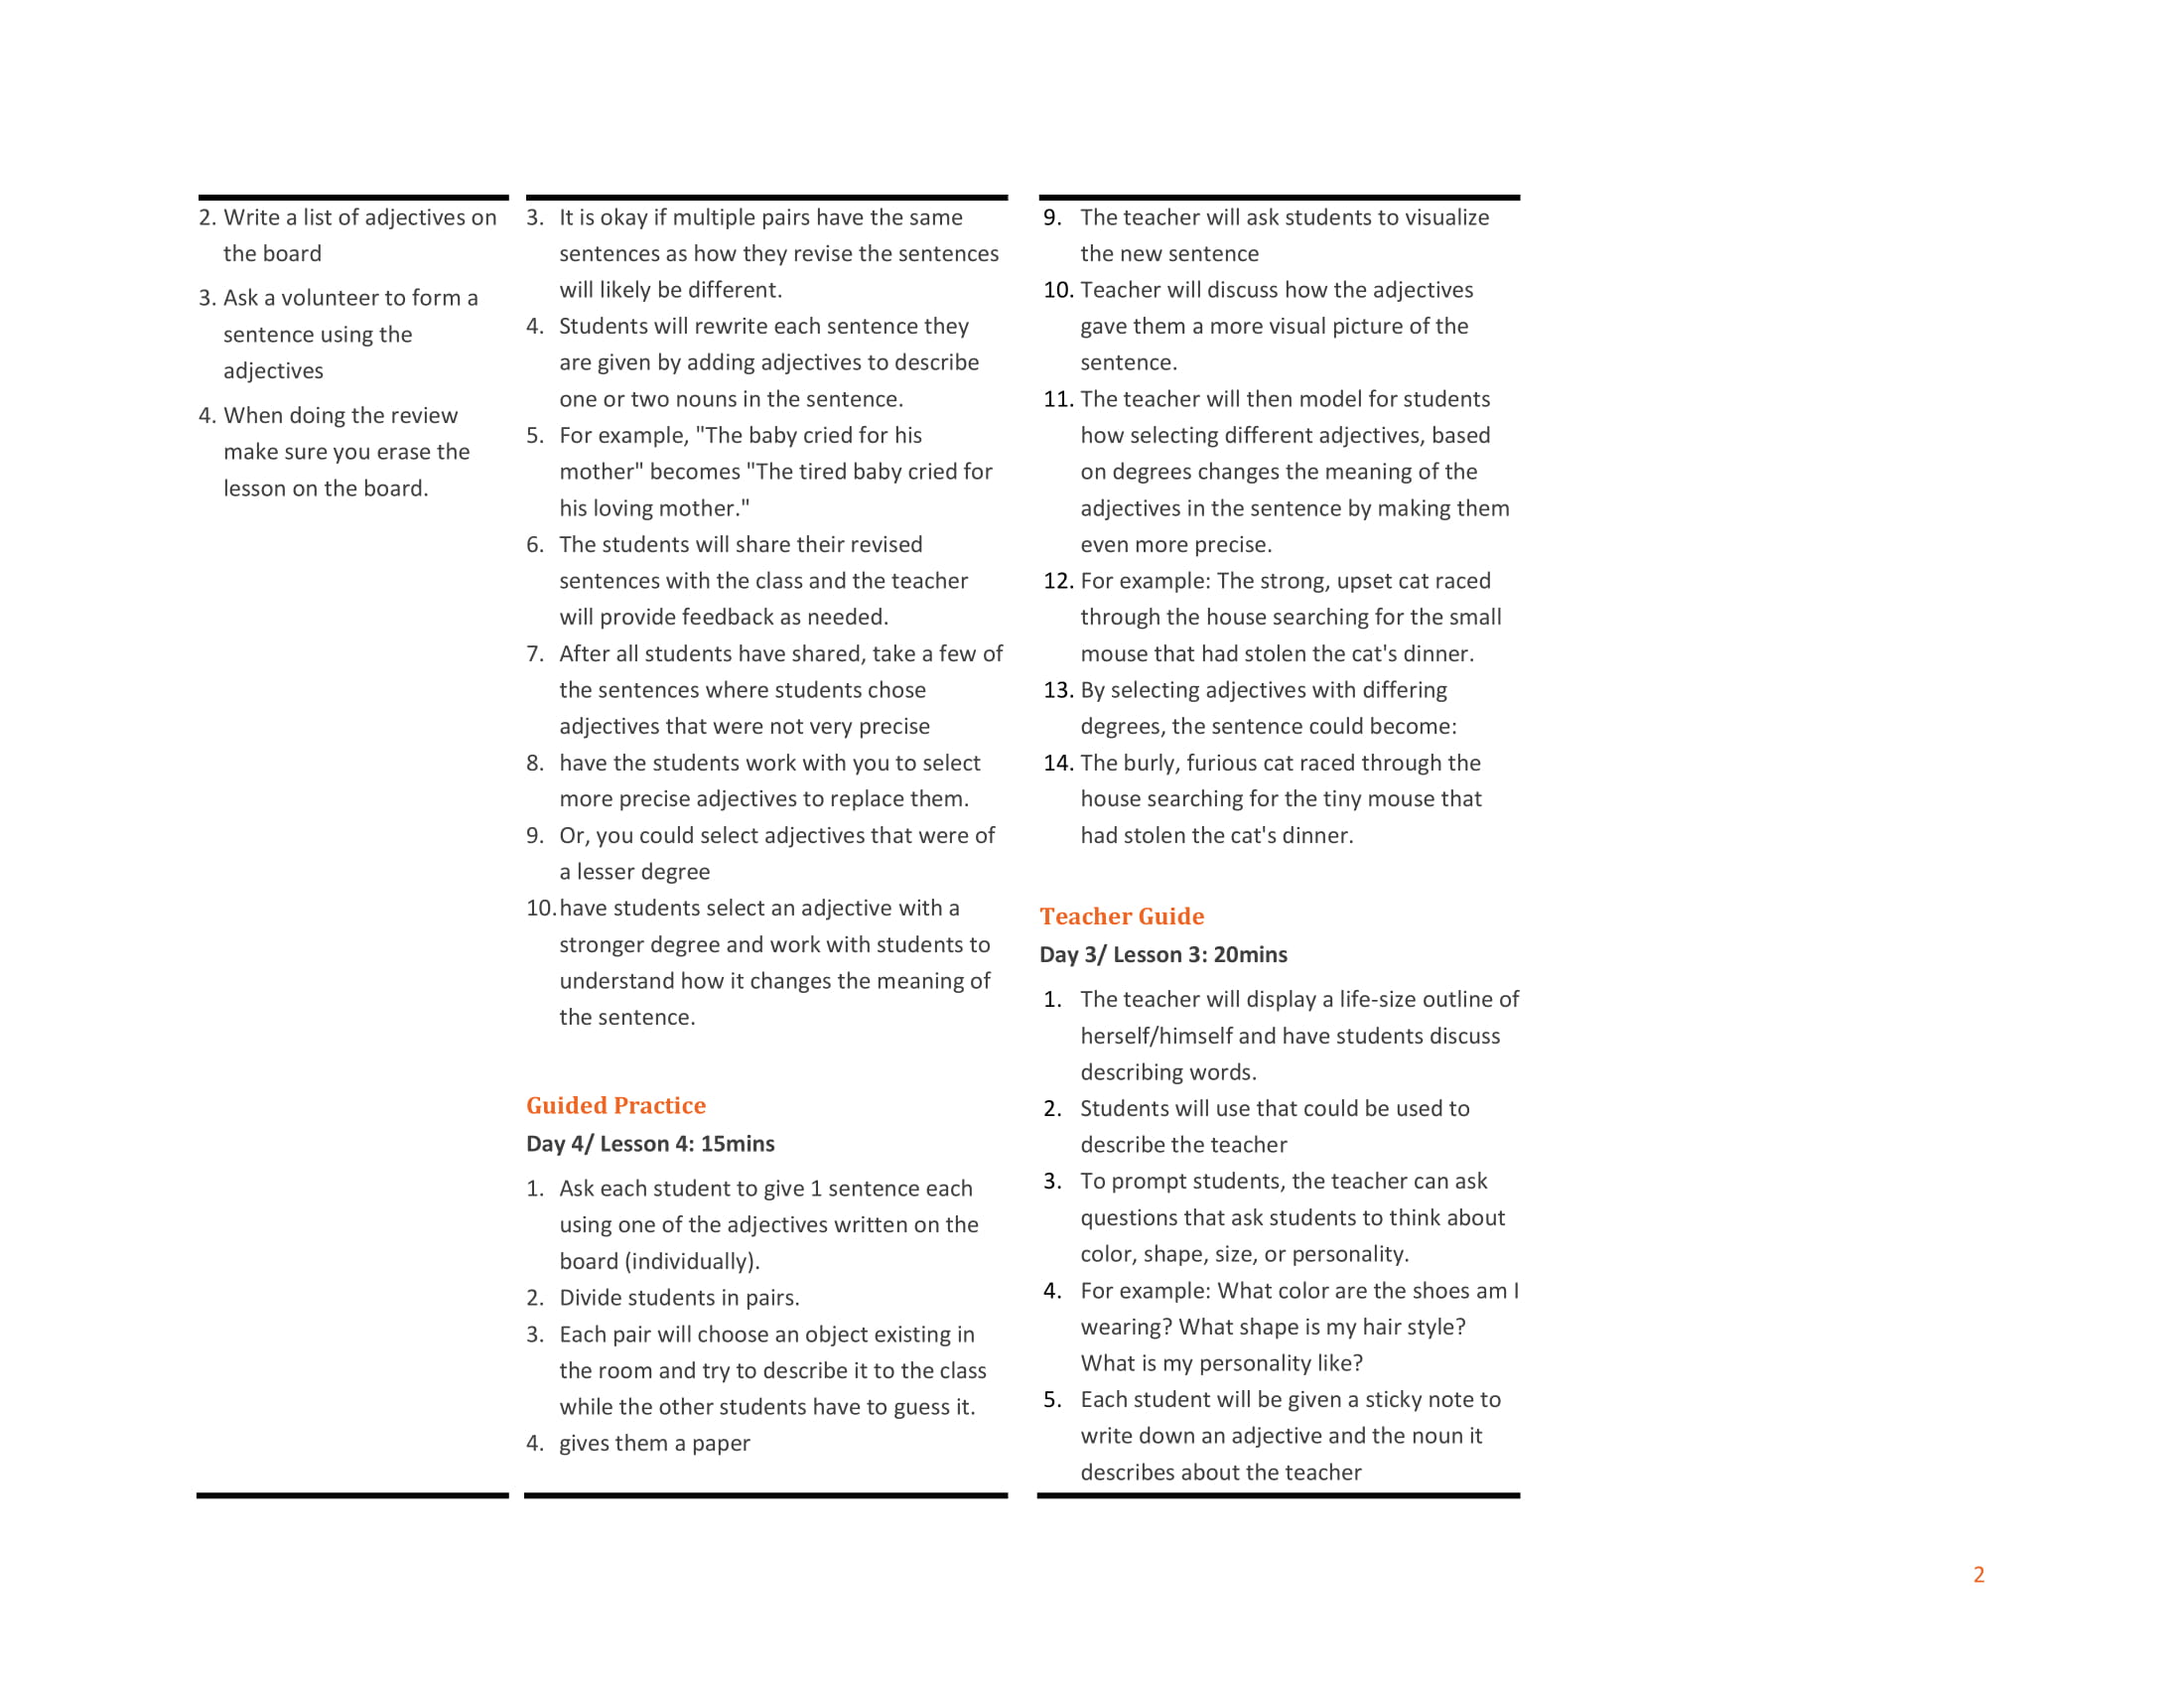 2. Write a list of adjectives on
the board
3. Ask a volunteer to form a
sentence using the
adjectives
4. When doing the review
make sure you erase the
lesson on the board.
3. It is okay if multiple pairs have the same
sentences as how they revise the sentences
will likely be different.
4. Students will rewrite each sentence they
are given by adding adjectives to describe
one or two nouns in the sentence.
5. For example, "The baby cried for his
mother" becomes "The tired baby cried for
his loving mother."
6. The students will share their revised
sentences with the class and the teacher
will provide feedback as needed.
7. After all students have shared, take a few of
the sentences where students chose
adjectives that were not very precise
8. have the students work with you to select
more precise adjectives to replace them.
9. Or, you could select adjectives that were of
a lesser degree
10. have students select an adjective with a
stronger degree and work with students to
understand how it changes the meaning of
the sentence.
Guided Practice
Day 4/ Lesson 4: 15mins
1. Ask each student to give 1 sentence each
using one of the adjectives written on the
board (individually).
2. Divide students in pairs.
3. Each pair will choose an object existing in
the room and try to describe it to the class
while the other students have to guess it.
4. gives them a paper
9. The teacher will ask students to visualize
the new sentence
10. Teacher will discuss how the adjectives
gave them a more visual picture of the
sentence.
11. The teacher will then model for students
how selecting different adjectives, based
on degrees changes the meaning of the
adjectives in the sentence by making them
even more precise.
12. For example: The strong, upset cat raced
through the house searching for the small
mouse that had stolen the cat's dinner.
13. By selecting adjectives with differing
degrees, the sentence could become:
14. The burly, furious cat raced through the
house searching for the tiny mouse that
had stolen the cat's dinner.
Teacher Guide
Day 3/ Lesson 3: 20mins
1. The teacher will display a life-size outline of
herself/himself and have students discuss
describing words.
2. Students will use that could be used to
describe the teacher
3. To prompt students, the teacher can ask
questions that ask students to think about
color, shape, size, or personality.
4. For example: What color are the shoes am I
wearing? What shape is my hair style?
What is my personality like?
5. Each student will be given a sticky note to
write down an adjective and the noun it
describes about the teacher
2